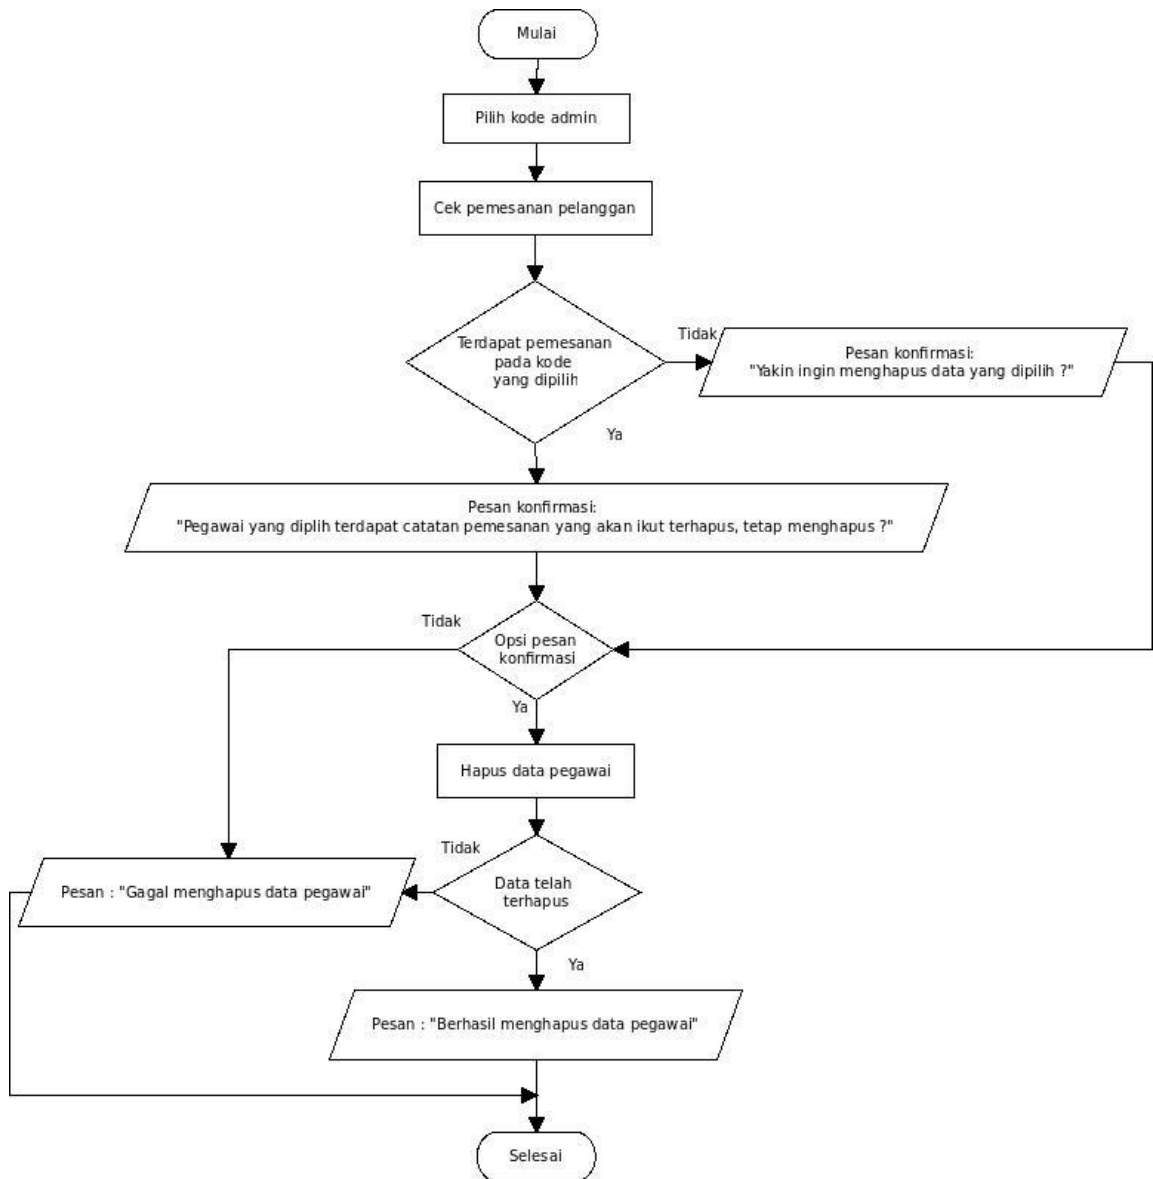 Mulai
Pilih kode admin
Cek pemesanan pelanggan
Terdapat pemesanan
pada kode
yang dipilih
Tidak
Pesan konfirmasi:
"Yakin ingin menghapus data yang dipilih ?"
Ya
Pesan konfirmasi:
"Pegawai yang diplih terdapat catatan pemesanan yang akan ikut terhapus, tetap menghapus ?"
Tidak
Opsi pesan
konfirmasi
Ya
Hapus data pegawai
Tidak
Data telah
terhapus
Pesan : "Gagal menghapus data pegawai"
Ya
Pesan : "Berhasil menghapus data pegawai"
Selesai